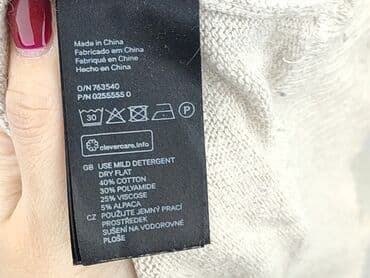 Made in China
Fabricado em China
Fabriqué en Chine
Hecho en China
O/N 763540
P/N 0255555 0
30 P
clevercare.info
GB USE MILD DETERGENT
DRY FLAT
40% COTTON
30% POLYAMIDE
25% VISCOSE
5% ALPACA
CZ POUŽIJTE JEMNÝ PRACÍ
PROSTŘEDEK
SUŠENÍ NA VODOROVNÉ
PLOŠE